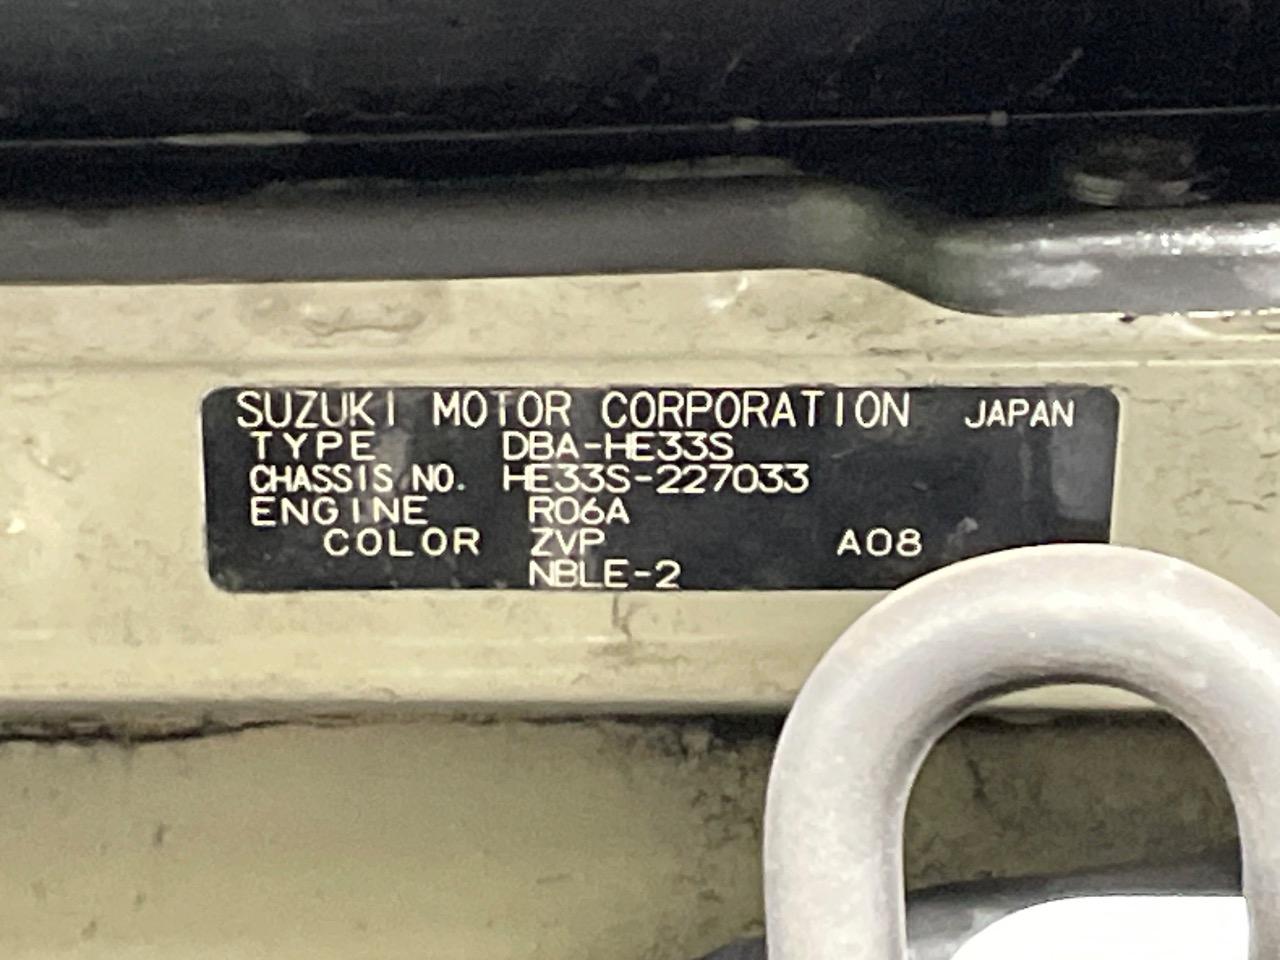 SUZUKI MOTOR CORPORATION JAPAN
TYPE DBA-HE33S
CHASSIS NO. HE33S-227033
ENGINE R06A
COLOR ZVP A08
NBLE-2